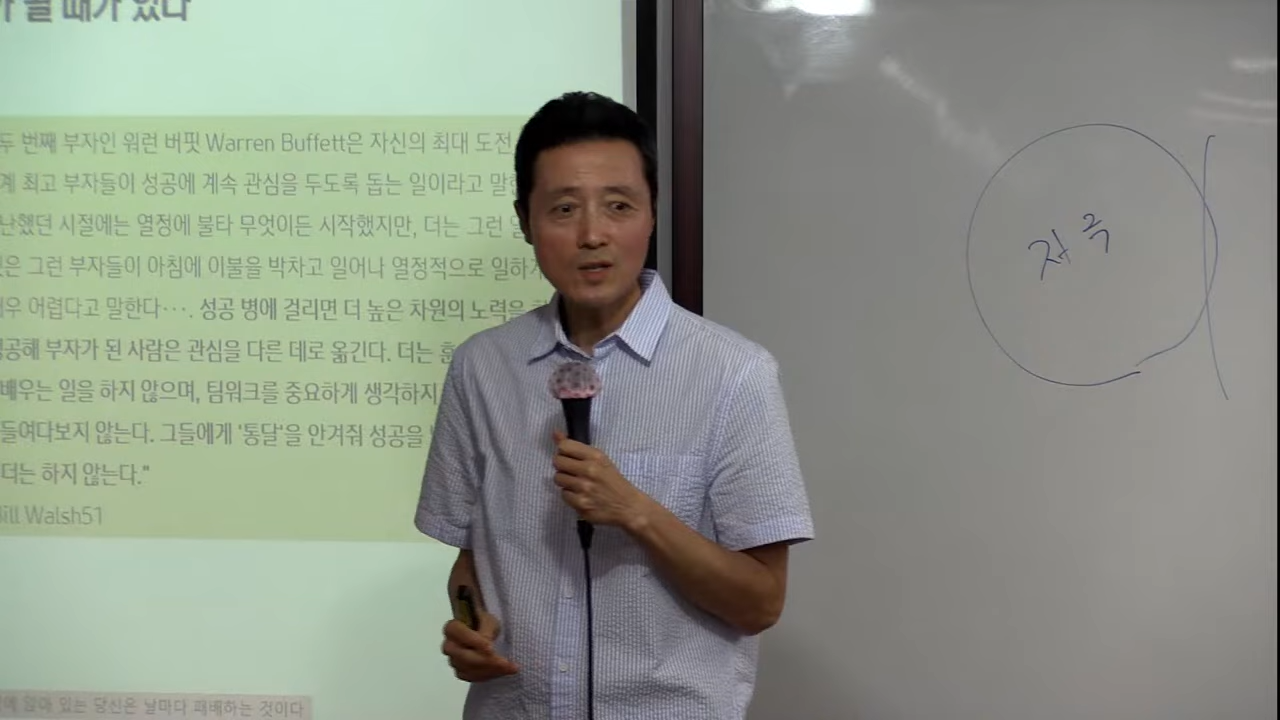 될 때가 있다
두 번째 부자인 워런 버핏 Warren Buffett은 자신의 최대 도전
계 최고 부자들이 성공에 계속 관심을 두도록 돕는 일이라고 말한
난했던 시절에는 열정에 불타 무엇이든 시작했지만, 더는 그런
은 그런 부자들이 아침에 이불을 박차고 일어나 열정적으로 일하
우 어렵다고 말한다···. 성공 병에 걸리면 더 높은 차원의 노력을
성공해 부자가 된 사람은 관심을 다른 데로 옮긴다. 더는
배우는 일을 하지 않으며, 팀워크를 중요하게 생각하지
들여다보지 않는다. 그들에게 '통달'을 안겨줘 성공을
더는 하지 않는다."
Bill Walsh51
앉아 있는 당신은 날마다 패배하는 것이다